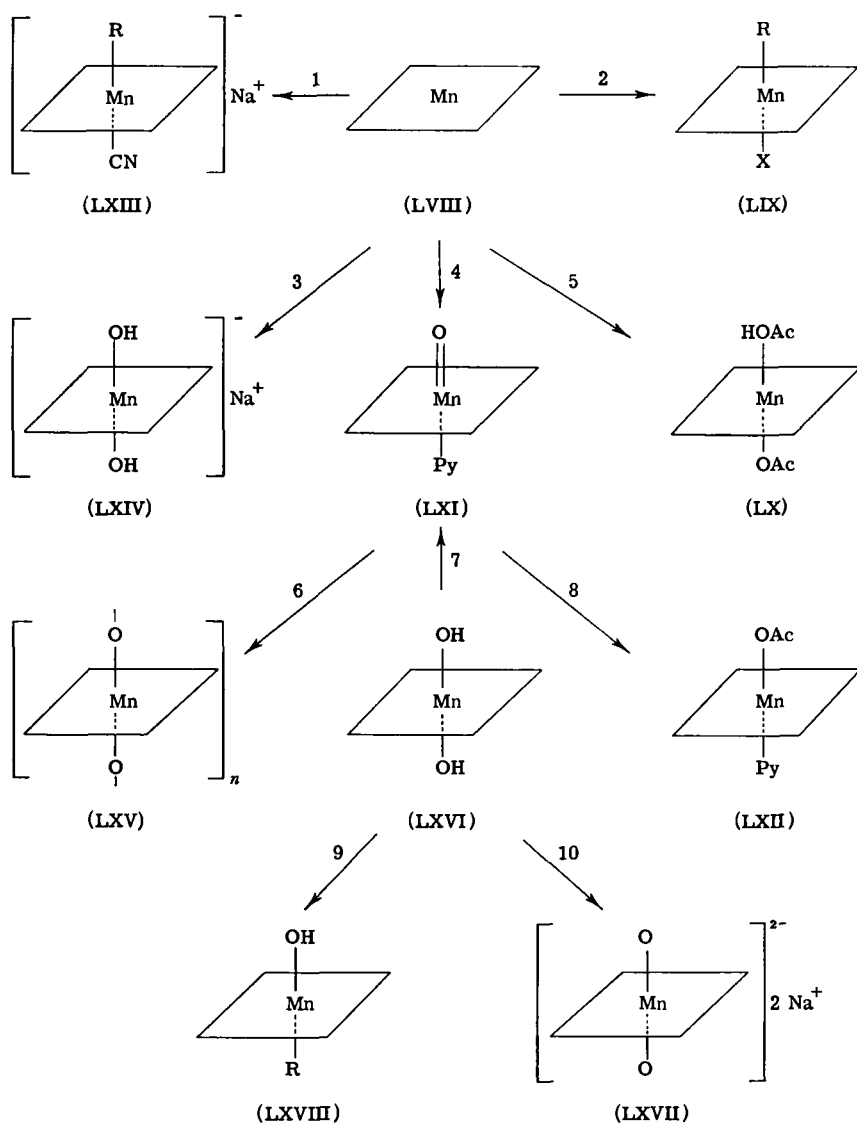 R
Mn
CN
- Na+
(LXIII)
1
Mn
(LVIII)
2
R
Mn
X
(LIX)
3
4
5
OH
Mn
OH
- Na+
(LXIV)
O
Mn
Py
(LXI)
HOAc
Mn
OAc
(LX)
6
7
8
O
Mn
O
n
(LXV)
OH
Mn
OH
(LXVI)
OAc
Mn
Py
(LXII)
9
10
OH
Mn
R
(LXVIII)
O
Mn
O
2- 2 Na+
(LXVII)